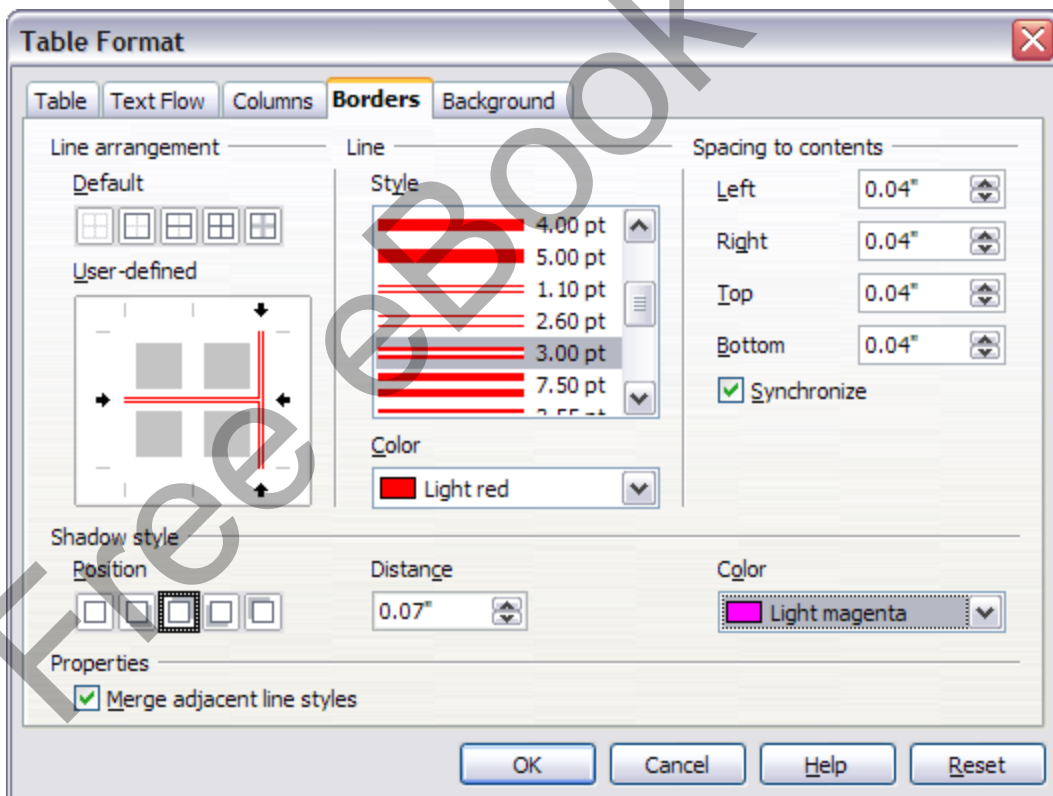 Table Format
Table Text Flow Columns Borders Background
Line arrangement Line Spacing to contents
Default Style Left 0.04"
4.00 pt
5.00 pt Right 0.04"
User-defined
1.10 pt Top 0.04"
2.60 pt
3.00 pt Bottom 0.04"
7.50 pt Synchronize
Color
Light red
Shadow style
Position Distance Color
0.07" Light magenta
Properties
Merge adjacent line styles
OK Cancel Help Reset
Free eBook